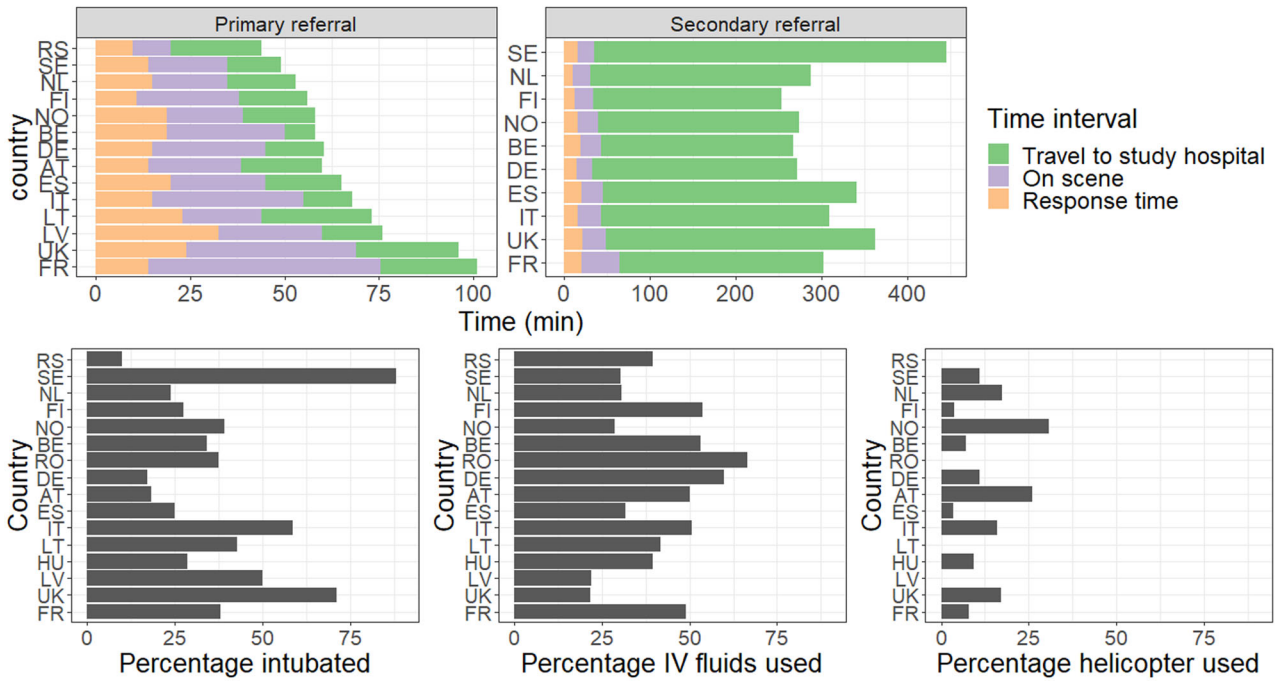 Primary referral
Secondary referral
country
RS
SE
NL
FI
NO
BE
DE
AT
ES
IT
LT
LV
UK
FR
0 25 50 75 100
SE
NL
FI
NO
BE
DE
ES
IT
UK
FR
0 100 200 300 400
Time (min)
Time interval
Travel to study hospital
On scene
Response time
Country
RS
SE
NL
FI
NO
BE
RO
DE
AT
ES
IT
LT
HU
LV
UK
FR
0 25 50 75
Percentage intubated
Country
RS
SE
NL
FI
NO
BE
RO
DE
AT
ES
IT
LT
HU
LV
UK
FR
0 25 50 75
Percentage IV fluids used
Country
RS
SE
NL
FI
NO
BE
RO
DE
AT
ES
IT
LT
HU
LV
UK
FR
0 25 50 75
Percentage helicopter used